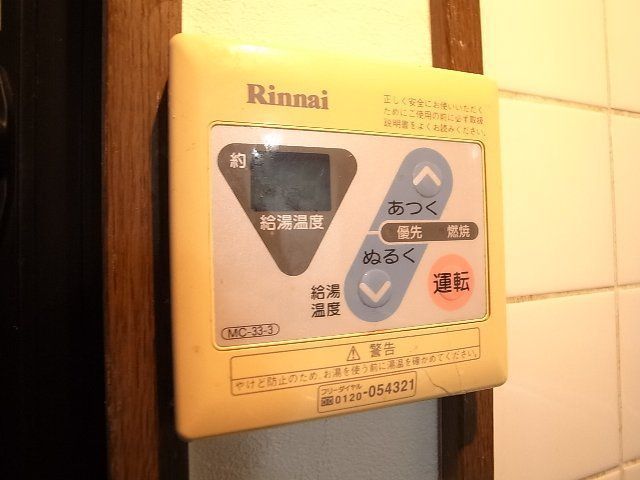 Rinnai
正しく安全にお使いいただく
ためにご使用の前に必ず取扱
説明書をよくお読みください。
約
給湯温度
あつく
優先 燃焼
ぬるく
給湯
温度
運転
MC-33-3
⚠ 警告
やけど防止のため、お湯を使う前に湯温を確かめてください。
フリーダイヤル
0120-054321